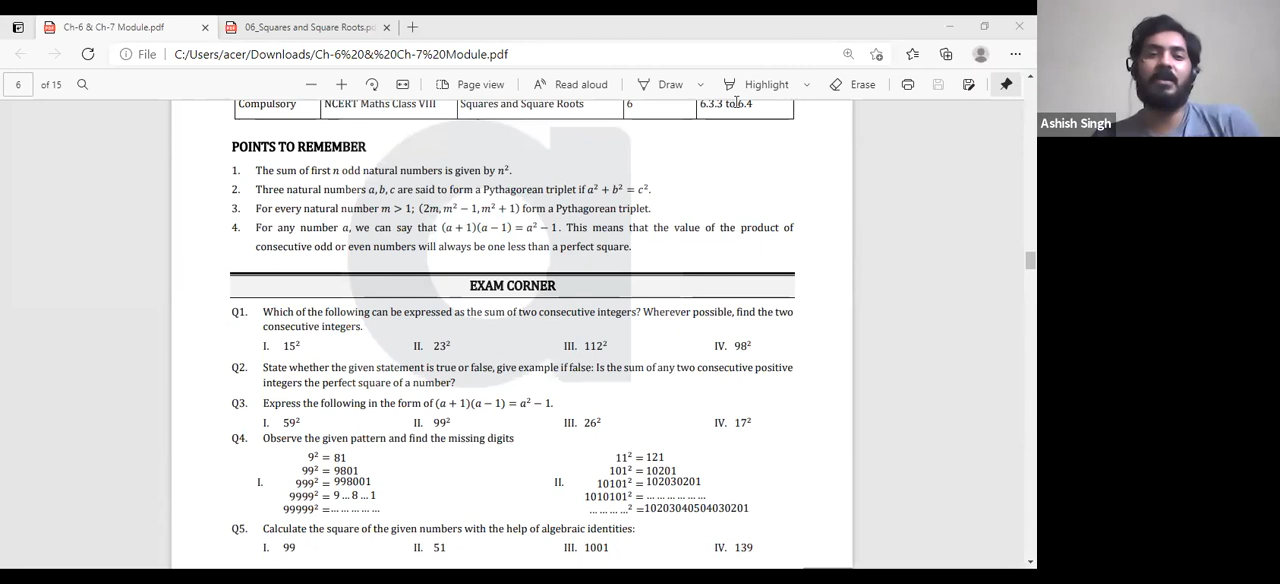 Ch-6 & Ch-7 Module.pdf
06_Squares and Square Roots.pd
File
C:/Users/acer/Downloads/Ch-6%20&%20Ch-7%20Module.pdf
6 of 15
Page view
Read aloud
Draw
Highlight
Erase
Ashish Singh
Compulsory NCERT Maths Class VIII Squares and Square Roots 6 6.3.3 to 6.4
POINTS TO REMEMBER
1. The sum of first n odd natural numbers is given by n².
2. Three natural numbers a, b, c are said to form a Pythagorean triplet if a² + b² = c².
3. For every natural number m > 1; (2m, m² − 1, m² + 1) form a Pythagorean triplet.
4. For any number a, we can say that (a + 1)(a − 1) = a² − 1. This means that the value of the product of
consecutive odd or even numbers will always be one less than a perfect square.
EXAM CORNER
Q1. Which of the following can be expressed as the sum of two consecutive integers? Wherever possible, find the two
consecutive integers.
I. 15² II. 23² III. 112² IV. 98²
Q2. State whether the given statement is true or false, give example if false: Is the sum of any two consecutive positive
integers the perfect square of a number?
Q3. Express the following in the form of (a + 1)(a − 1) = a² − 1.
I. 59² II. 99² III. 26² IV. 17²
Q4. Observe the given pattern and find the missing digits
I.
9² = 81
99² = 9801
999² = 998001
9999² = 9 … 8 … 1
99999² = … … … …
II.
11² = 121
101² = 10201
10101² = 102030201
1010101² = … … … … … …
… … … …² =10203040504030201
Q5. Calculate the square of the given numbers with the help of algebraic identities:
I. 99 II. 51 III. 1001 IV. 139